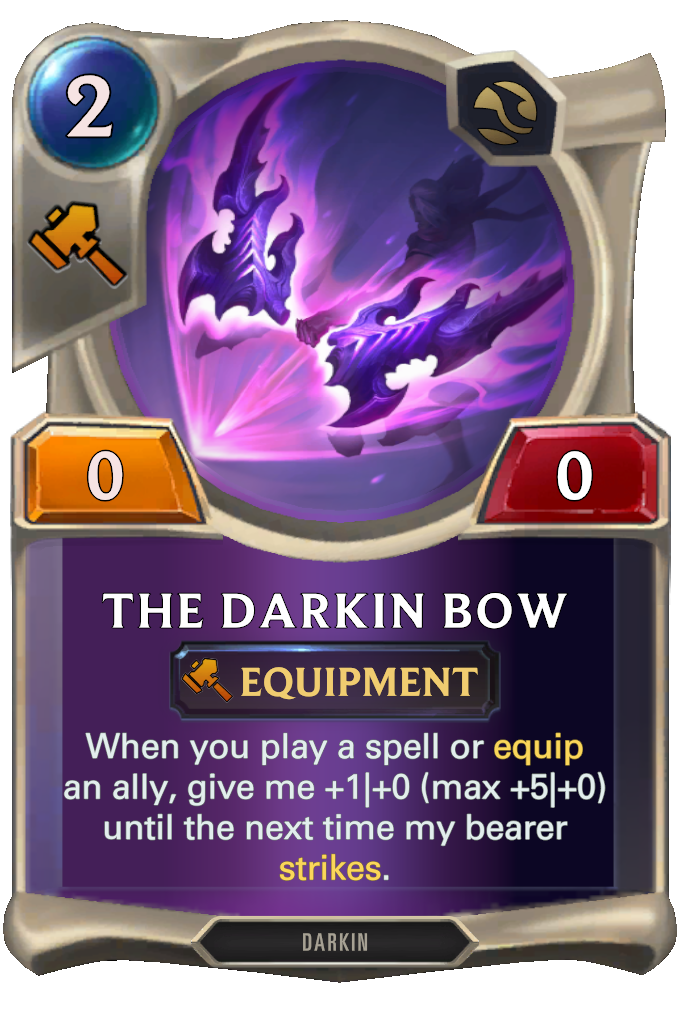 2
0
0
THE DARKIN BOW
EQUIPMENT
When you play a spell or equip
an ally, give me +1|+0 (max +5|+0)
until the next time my bearer
strikes.
DARKIN